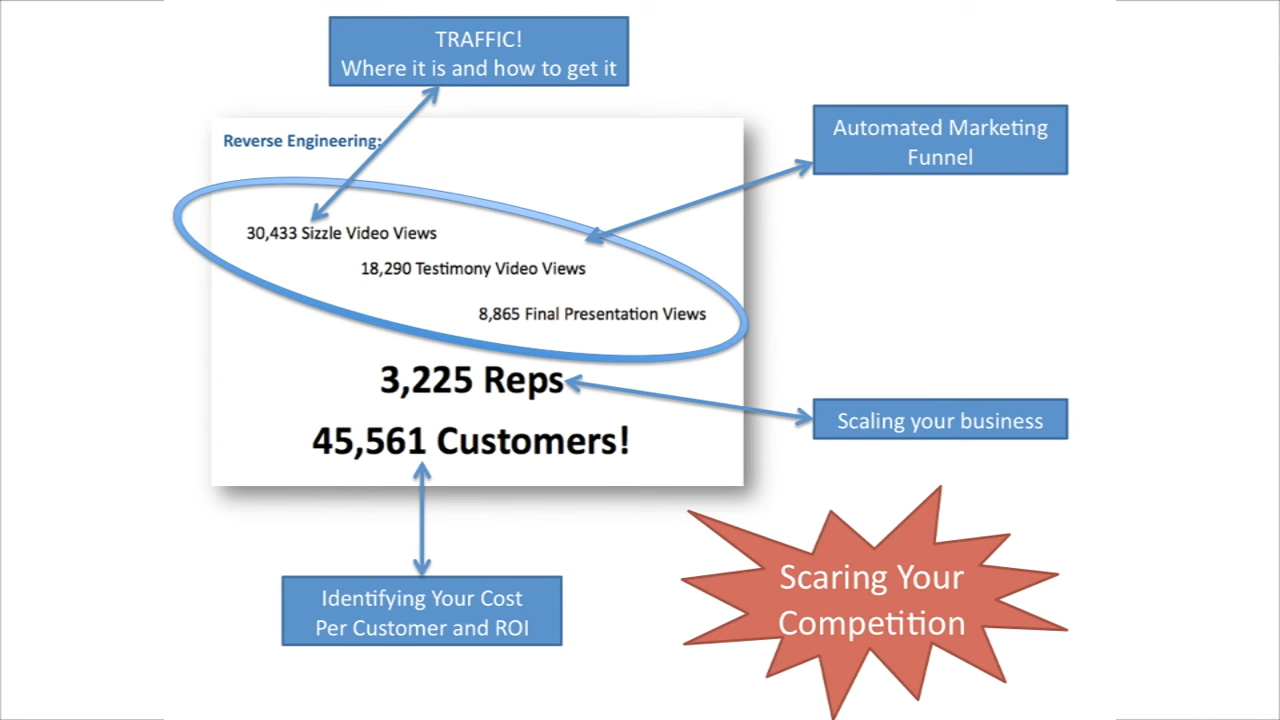 TRAFFIC!
Where it is and how to get it
Automated Marketing
Funnel
Reverse Engineering:
30,433 Sizzle Video Views
18,290 Testimony Video Views
8,865 Final Presentation Views
3,225 Reps
Scaling your business
45,561 Customers!
Identifying Your Cost
Per Customer and ROI
Scaring Your
Competition